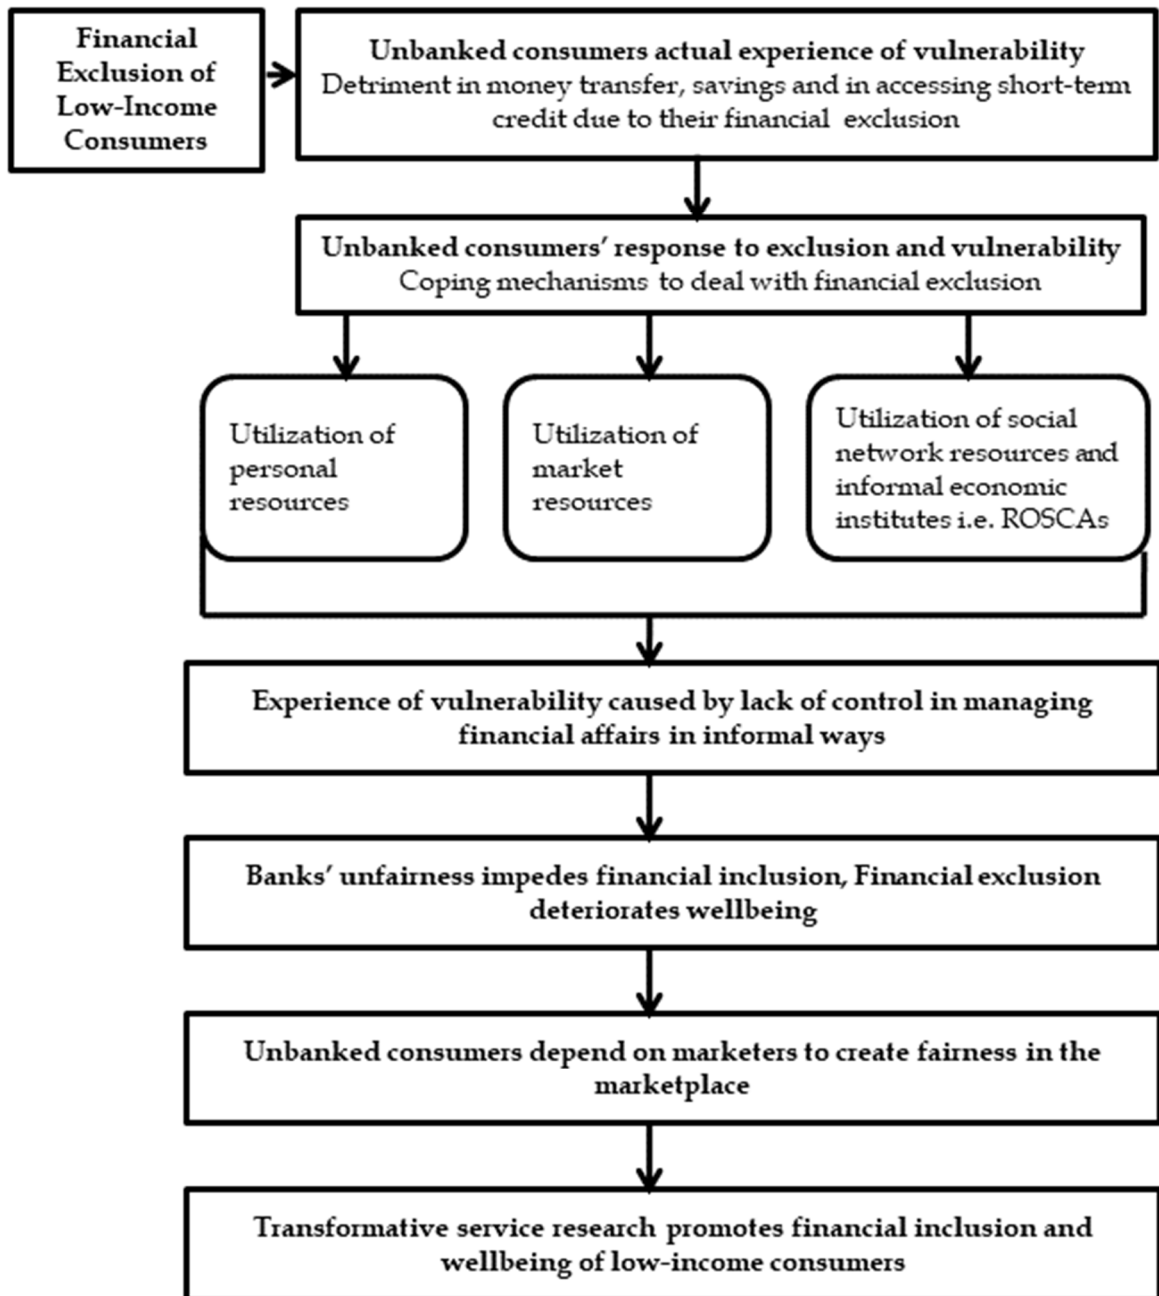 Financial
Exclusion of
Low-Income
Consumers
Unbanked consumers actual experience of vulnerability
Detriment in money transfer, savings and in accessing short-term
credit due to their financial exclusion
Unbanked consumers’ response to exclusion and vulnerability
Coping mechanisms to deal with financial exclusion
Utilization of
personal
resources
Utilization of
market
resources
Utilization of social
network resources and
informal economic
institutes i.e. ROSCAs
Experience of vulnerability caused by lack of control in managing
financial affairs in informal ways
Banks’ unfairness impedes financial inclusion, Financial exclusion
deteriorates wellbeing
Unbanked consumers depend on marketers to create fairness in the
marketplace
Transformative service research promotes financial inclusion and
wellbeing of low-income consumers